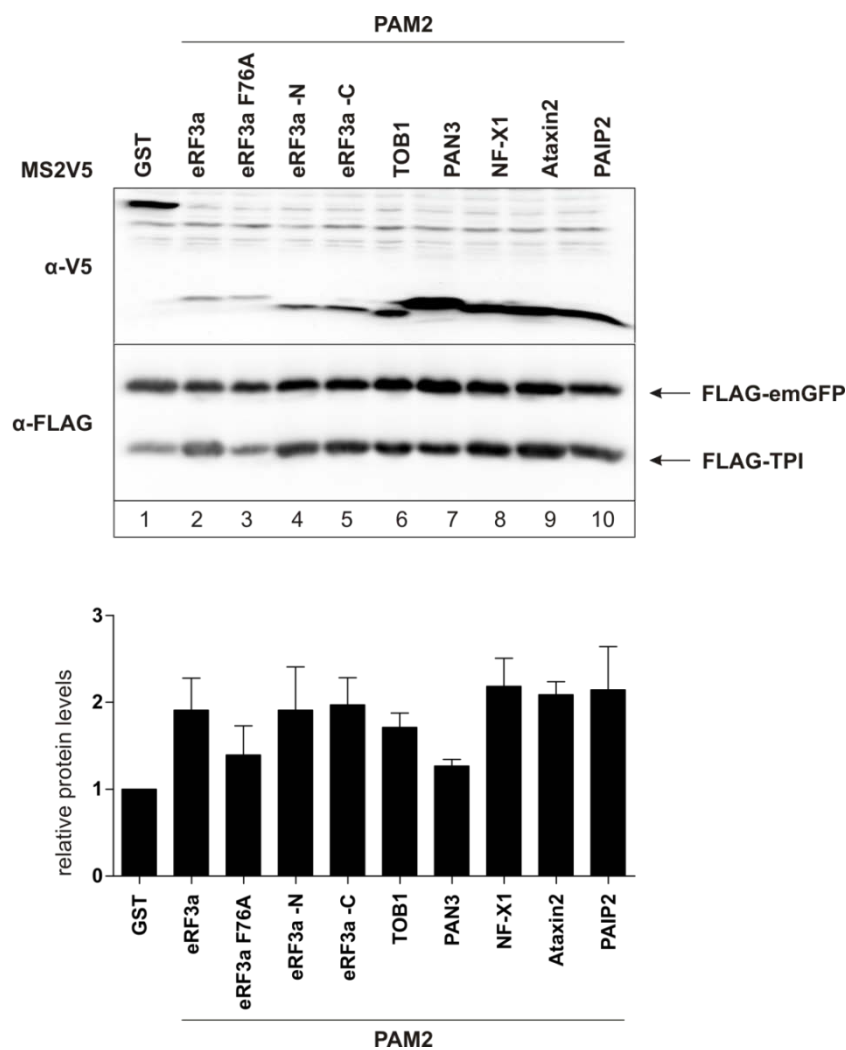 PAM2
GST eRF3a eRF3a F76A eRF3a -N eRF3a -C TOB1 PAN3 NF-X1 Ataxin2 PAIP2
MS2V5
α-V5
α-FLAG
FLAG-emGFP
FLAG-TPI
1 2 3 4 5 6 7 8 9 10
relative protein levels
3
2
1
0
GST eRF3a eRF3a F76A eRF3a -N eRF3a -C TOB1 PAN3 NF-X1 Ataxin2 PAIP2
PAM2